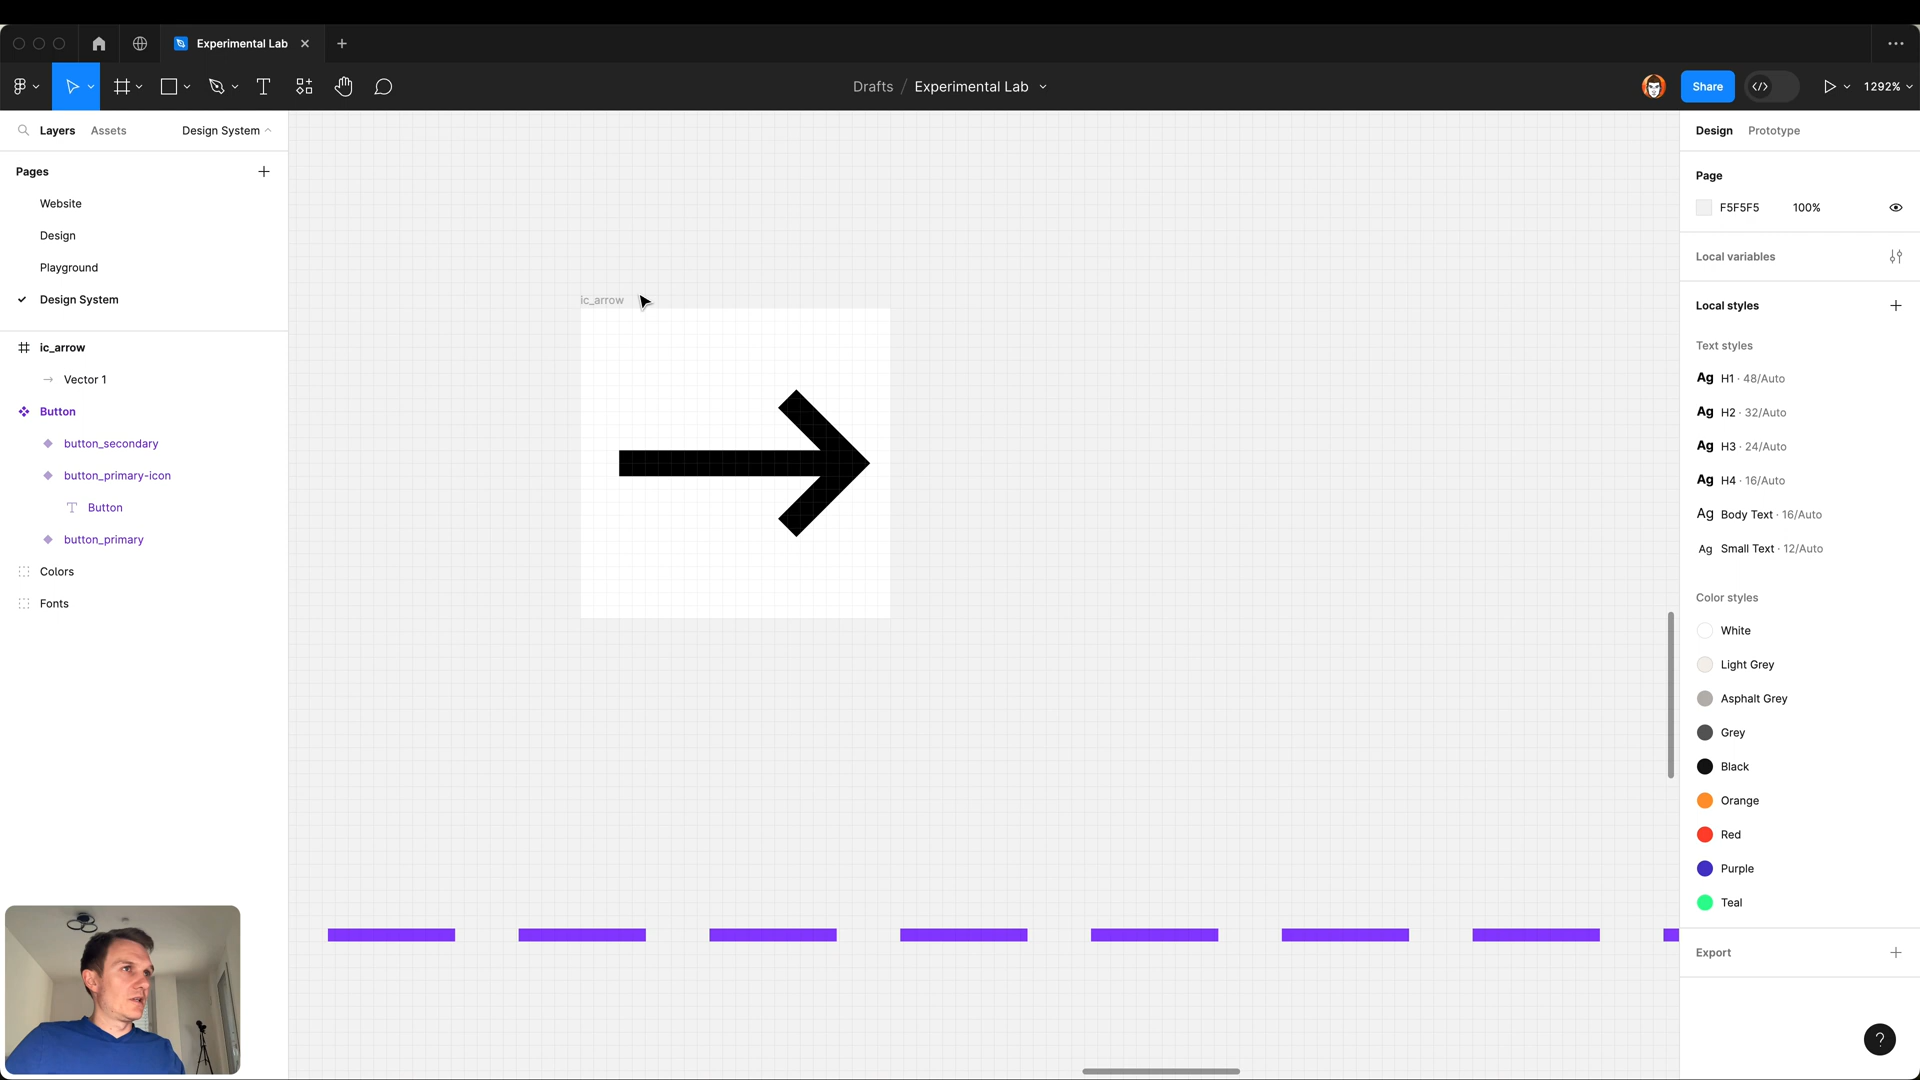 Experimental Lab
Drafts / Experimental Lab
Share
1292%
Layers
Assets
Design System
Pages
Website
Design
Playground
Design System
ic_arrow
Vector 1
Button
button_secondary
button_primary-icon
Button
button_primary
Colors
Fonts
ic_arrow
Design
Prototype
Page
F5F5F5
100%
Local variables
Local styles
Text styles
Ag H1 · 48/Auto
Ag H2 · 32/Auto
Ag H3 · 24/Auto
Ag H4 · 16/Auto
Ag Body Text · 16/Auto
Ag Small Text · 12/Auto
Color styles
White
Light Grey
Asphalt Grey
Grey
Black
Orange
Red
Purple
Teal
Export
?